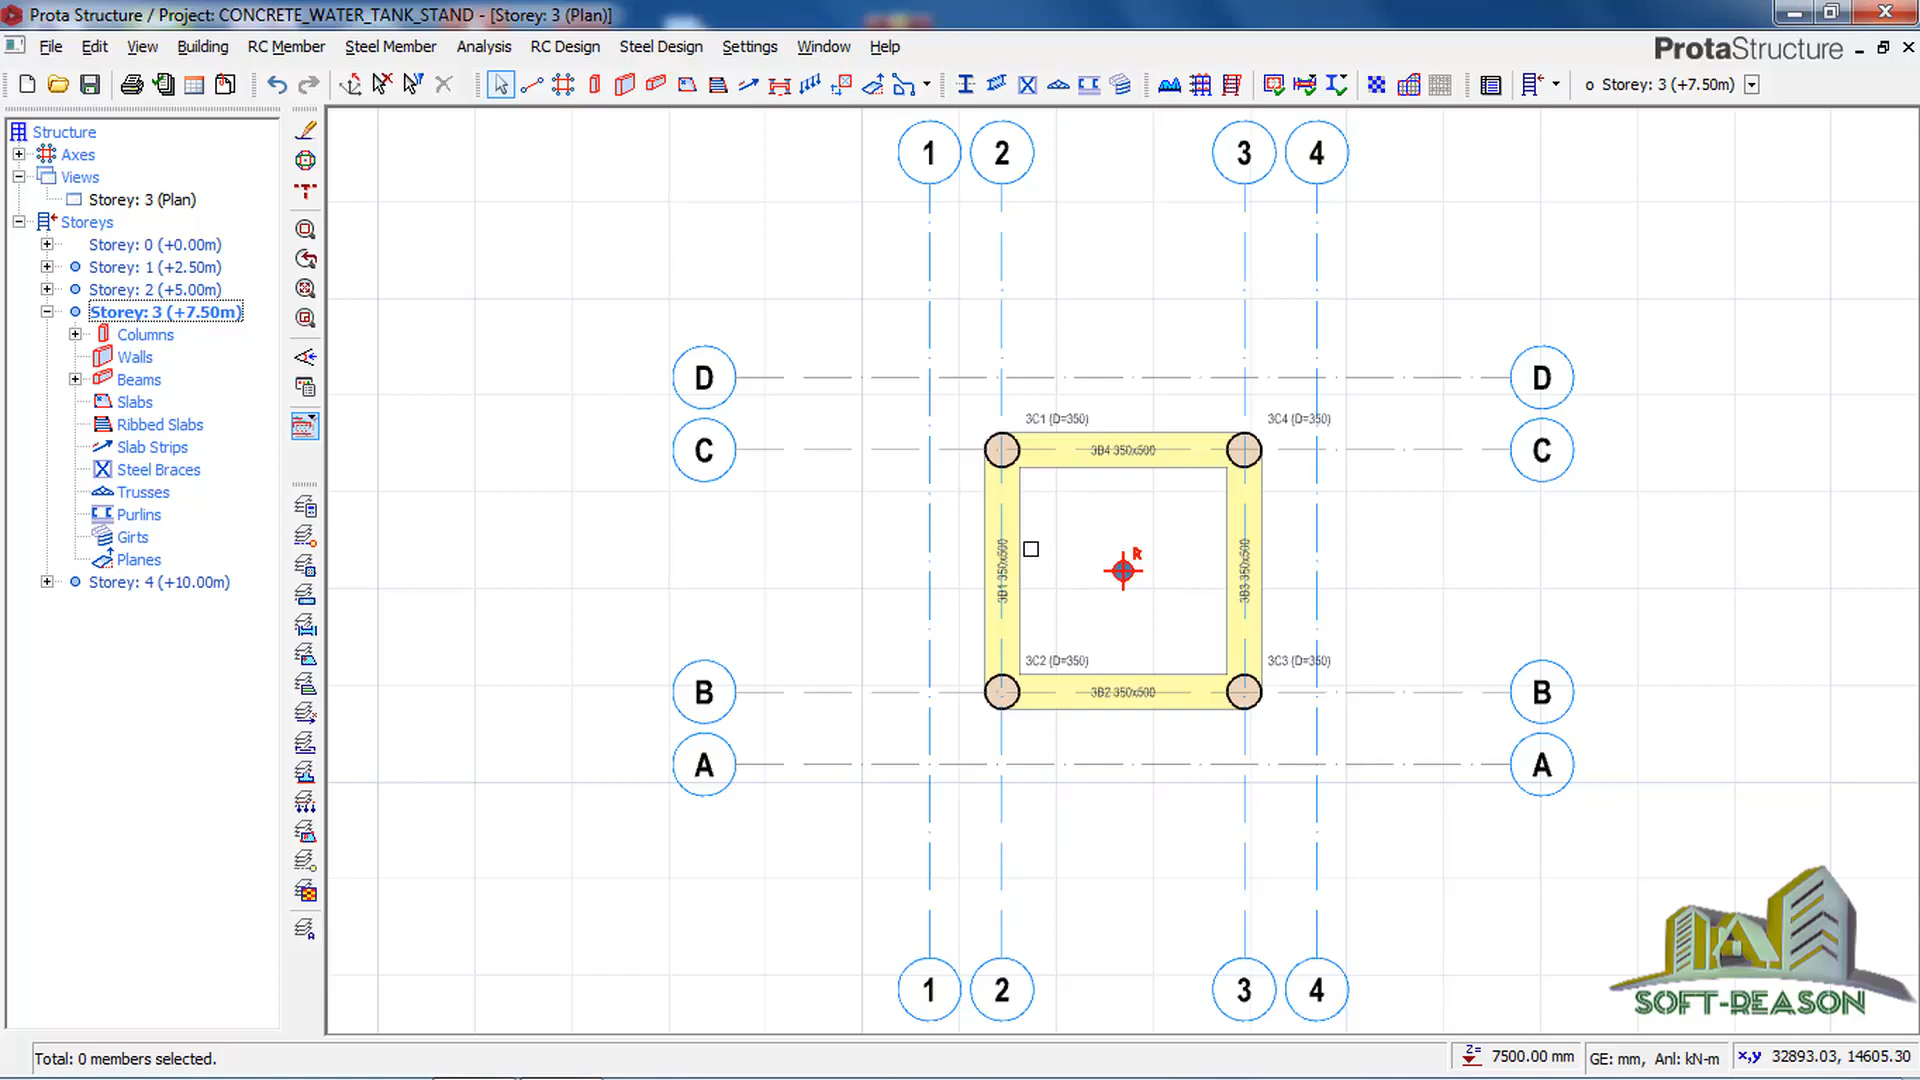 Prota Structure / Project: CONCRETE_WATER_TANK_STAND - [Storey: 3 (Plan)]
File Edit View Building RC Member Steel Member Analysis RC Design Steel Design Settings Window Help
ProtaStructure
Storey: 3 (+7.50m)
Structure
Axes
Views
Storey: 3 (Plan)
Storeys
Storey: 0 (+0.00m)
Storey: 1 (+2.50m)
Storey: 2 (+5.00m)
Storey: 3 (+7.50m)
Columns
Walls
Beams
Slabs
Ribbed Slabs
Slab Strips
Steel Braces
Trusses
Purlins
Girts
Planes
Storey: 4 (+10.00m)
1 2 3 4
D D
3C1 (D=350) 3C4 (D=350)
C 3B4 350x500 C
3B1 350x500 R 3B3 350x500
3C2 (D=350) 3C3 (D=350)
B 3B2 350x500 B
A A
1 2 3 4
SOFT-REASON
Total: 0 members selected.
Z= 7500.00 mm GE: mm, Anl: kN-m x,y 32893.03, 14605.30